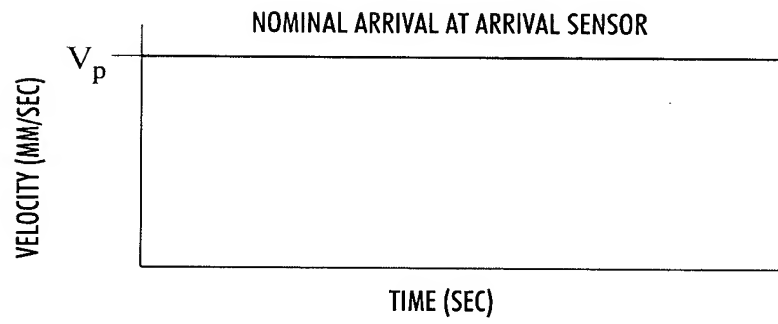 NOMINAL ARRIVAL AT ARRIVAL SENSOR
Vp
VELOCITY (MM/SEC)
TIME (SEC)